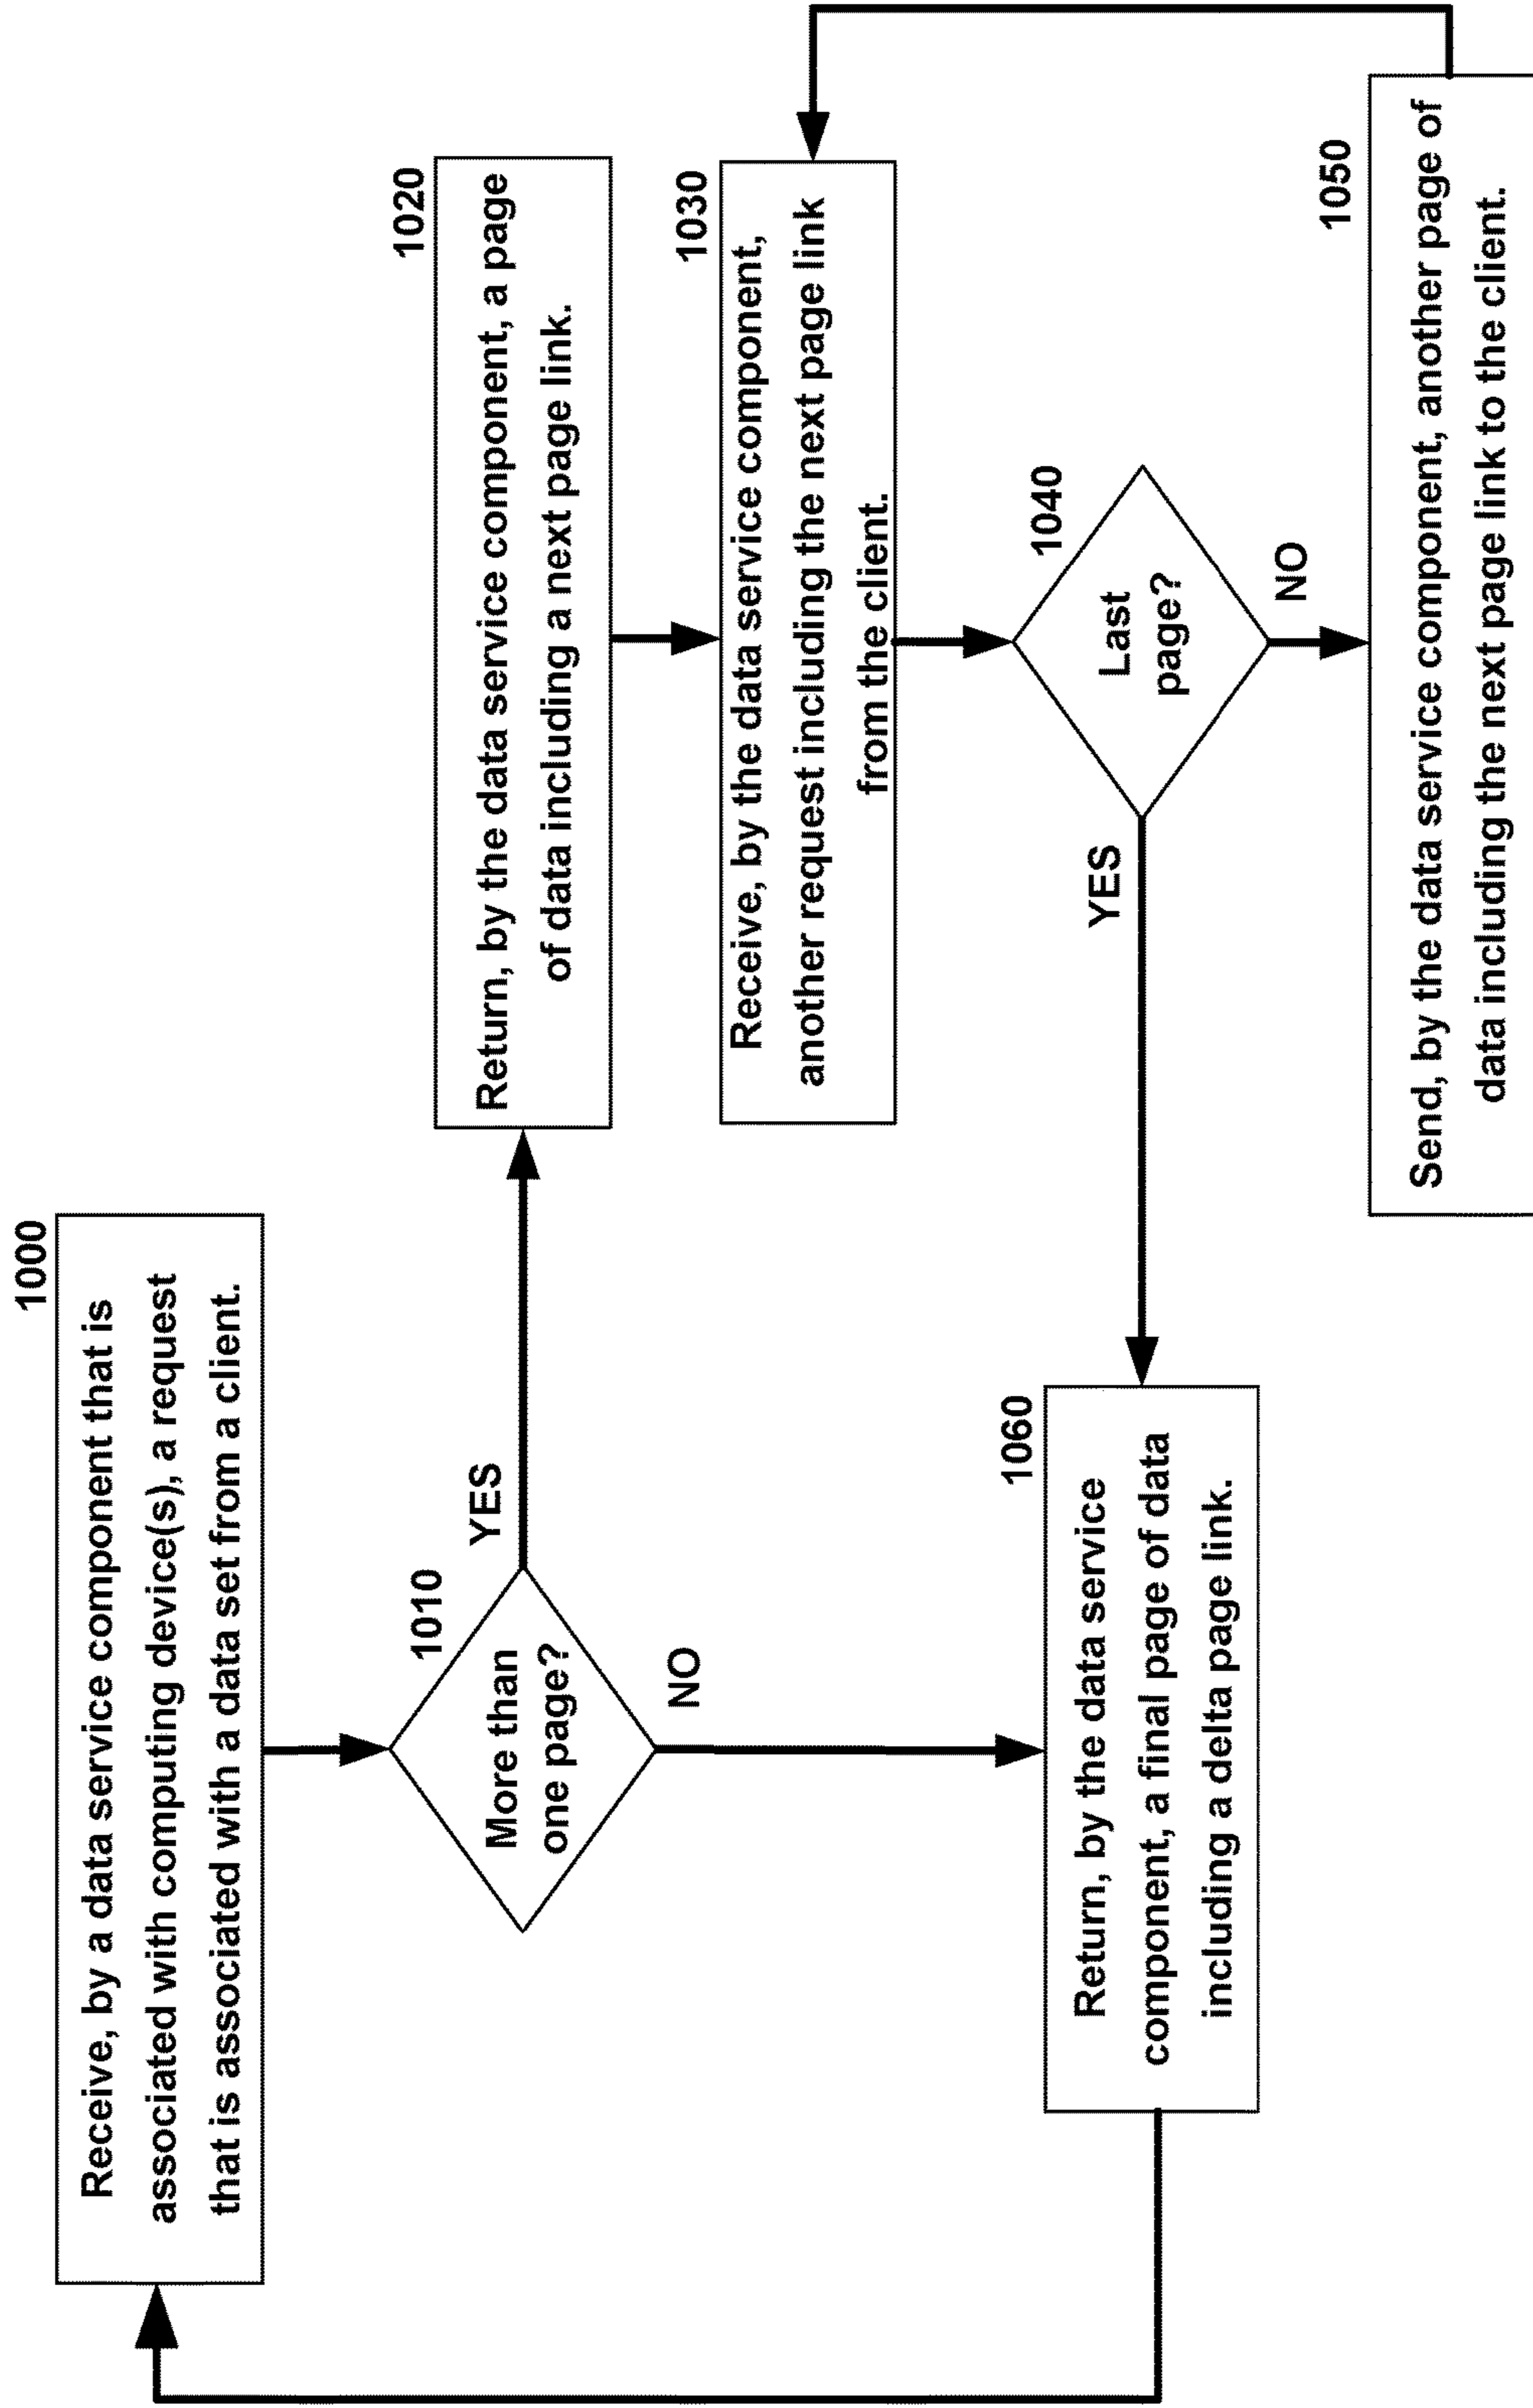 1000
Receive, by a data service component that is
associated with computing device(s), a request
that is associated with a data set from a client.
1010
More than
one page?
YES
NO
1020
Return, by the data service component, a page
of data including a next page link.
1030
Receive, by the data service component,
another request including the next page link
from the client.
1040
Last
page?
YES
NO
1050
Send, by the data service component, another page of
data including the next page link to the client.
1060
Return, by the data service
component, a final page of data
including a delta page link.